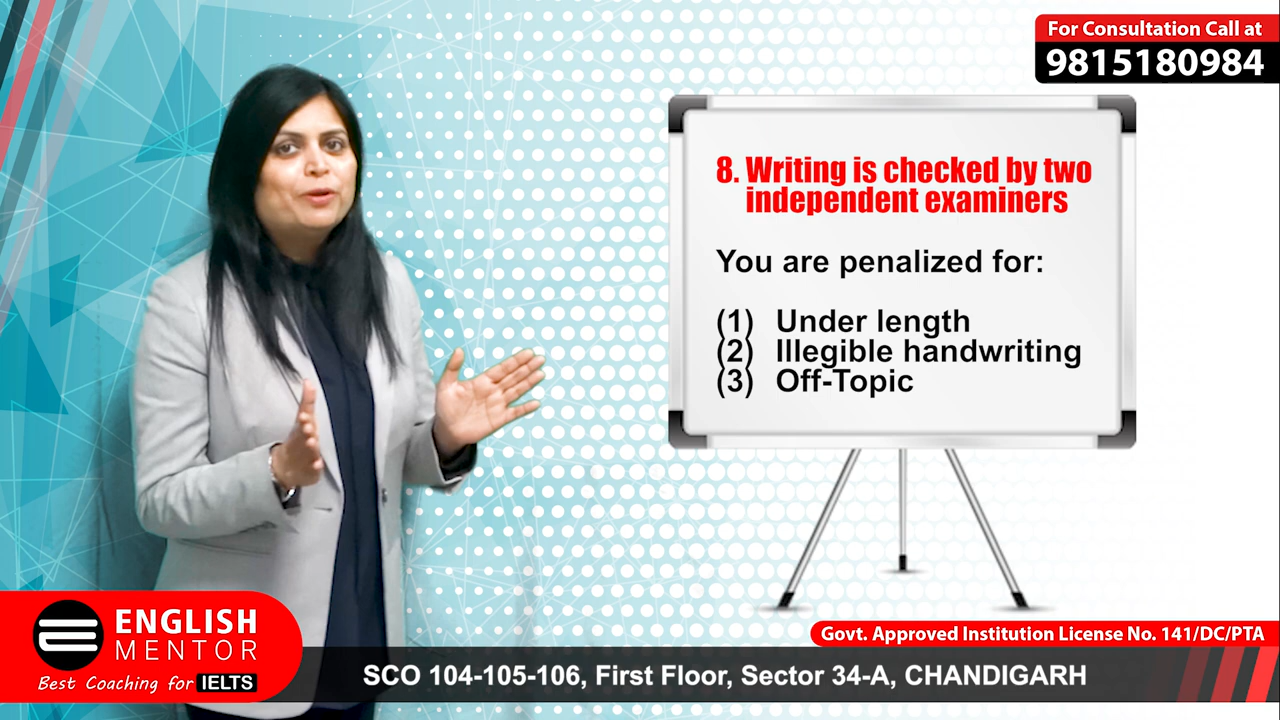 For Consultation Call at
9815180984
8. Writing is checked by two
independent examiners
You are penalized for:
(1) Under length
(2) Illegible handwriting
(3) Off-Topic
Govt. Approved Institution License No. 141/DC/PTA
ENGLISH
MENTOR
Best Coaching for IELTS
SCO 104-105-106, First Floor, Sector 34-A, CHANDIGARH